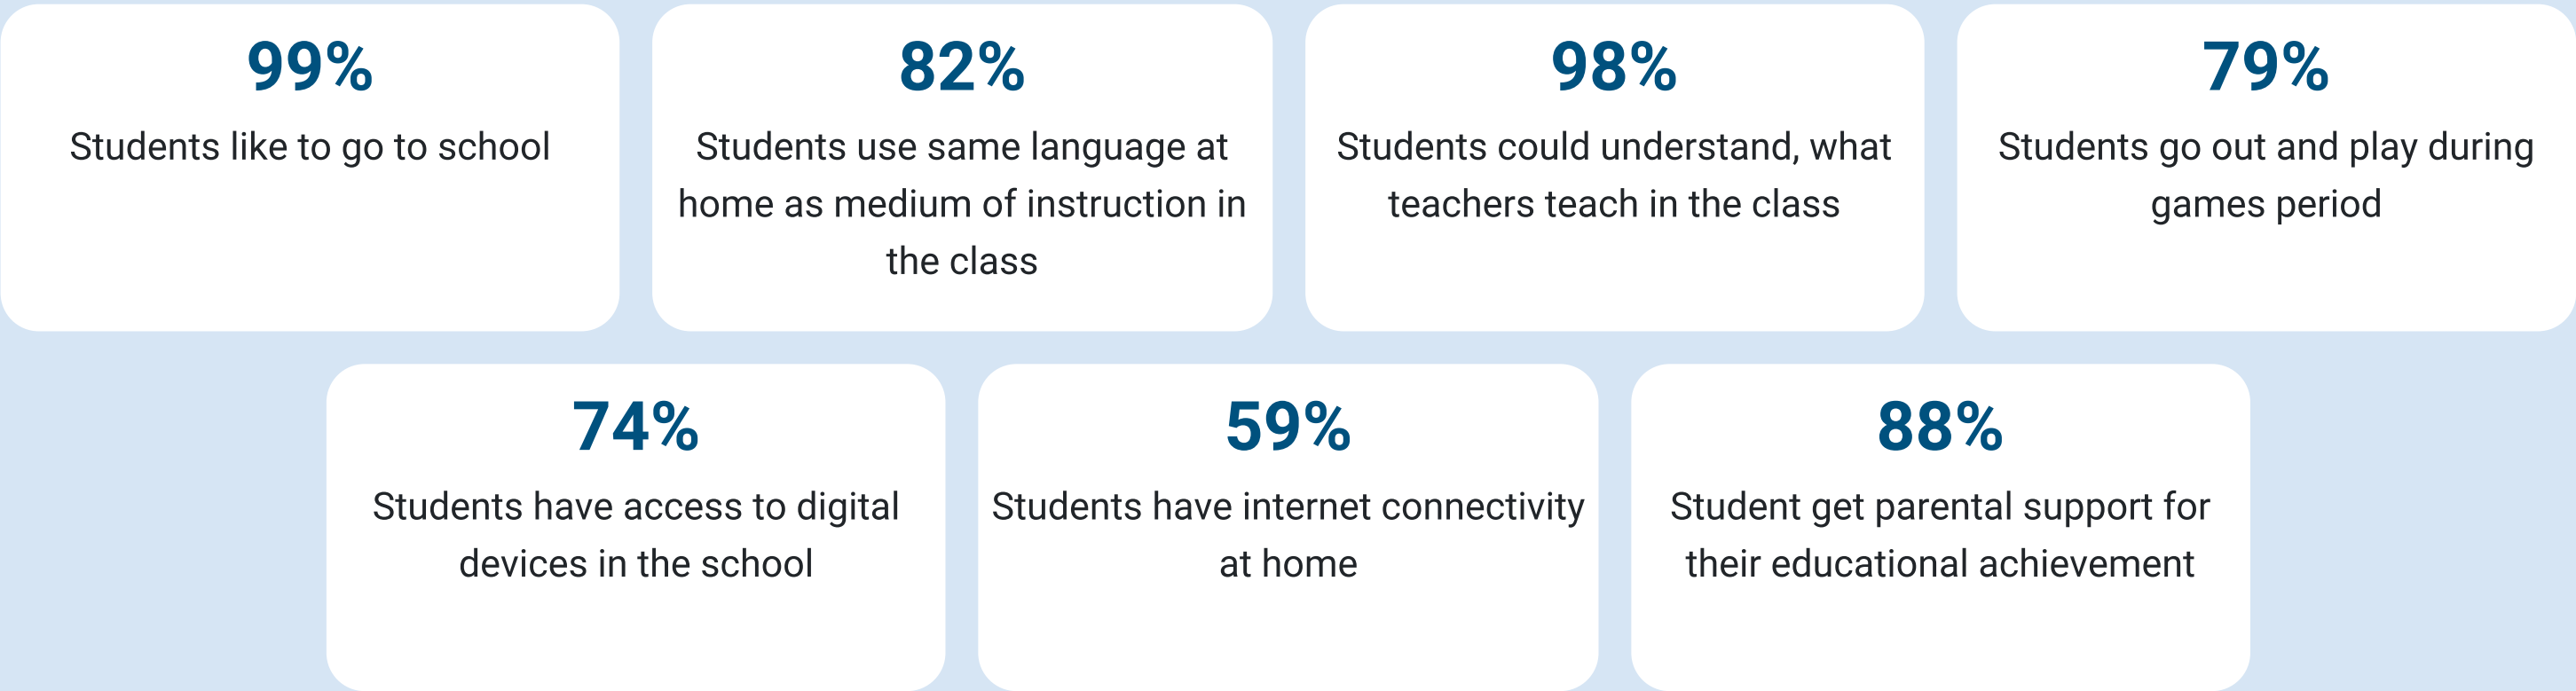 99%
Students like to go to school
82%
Students use same language at
home as medium of instruction in
the class
98%
Students could understand, what
teachers teach in the class
79%
Students go out and play during
games period
74%
Students have access to digital
devices in the school
59%
Students have internet connectivity
at home
88%
Student get parental support for
their educational achievement